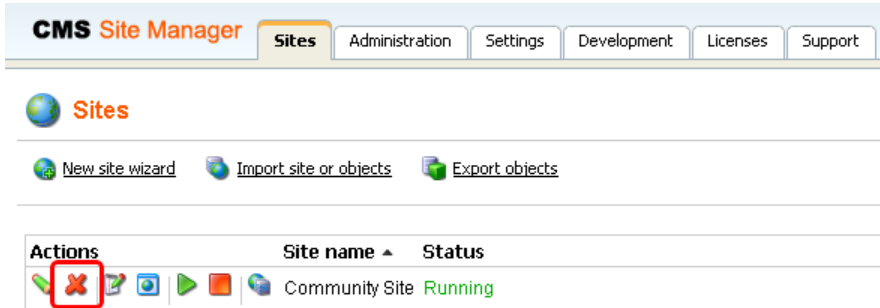 CMS Site Manager Sites Administration Settings Development Licenses Support
Sites
New site wizard Import site or objects Export objects
Actions Site name Status
Community Site Running